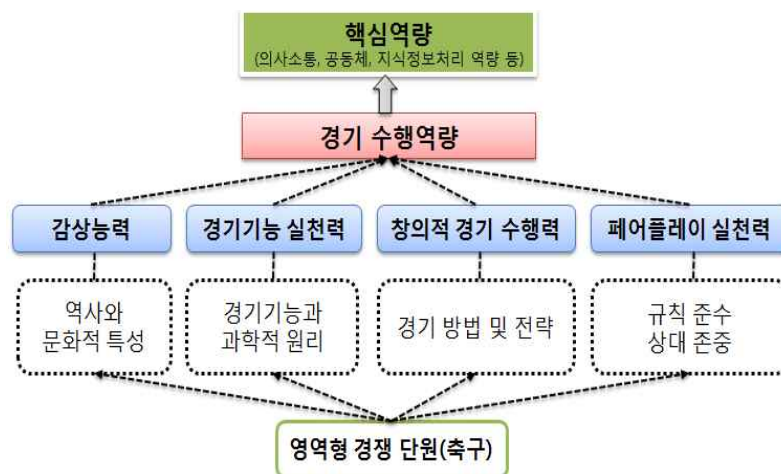 핵심역량
(의사소통, 공동체, 지식정보처리 역량 등)
경기 수행역량
감상능력
경기기능 실천력
창의적 경기 수행력
페어플레이 실천력
역사와
문화적 특성
경기기능과
과학적 원리
경기 방법 및 전략
규칙 준수
상대 존중
영역형 경쟁 단원(축구)